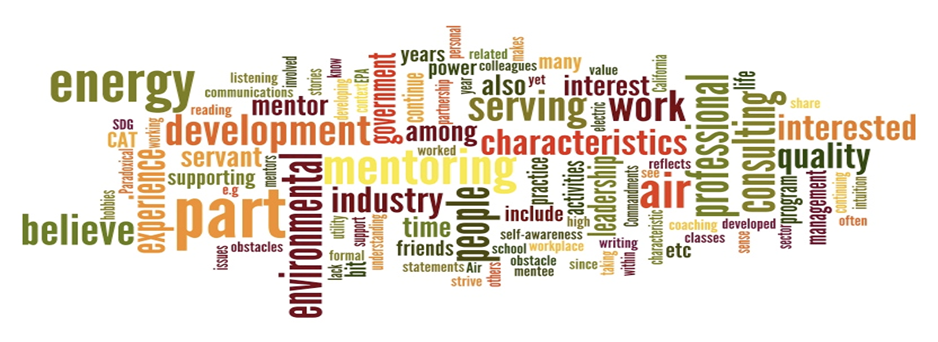 energy
listening
communications
involved
stories
know
developing
context
EPA
government
years
continue
personal
power
partnership
year
related
colleagues
makes
also
yet
many
interest
value
electric
California
professional
life
consulting
share
interested
quality
reading
mentor
development
among
serving
work
characteristics
SDG
CAT
working
Paradoxical
hobbies
experience
servant
supporting
e.g
mentors
environmental
mentoring
worked
industry
people
practice
activities
leadership
Commandments
reflects
see
air
believe
part
issues
obstacles
utility
support
understanding
formal
lack
bit
time
friends
statements
Air
strive
others
school
include
high
self-awareness
workplace
obstacle
mentee
since
writing
taking
within
characteristic
coaching
classes
etc
developed
sense
sector
program
management
continuing
intuition
often